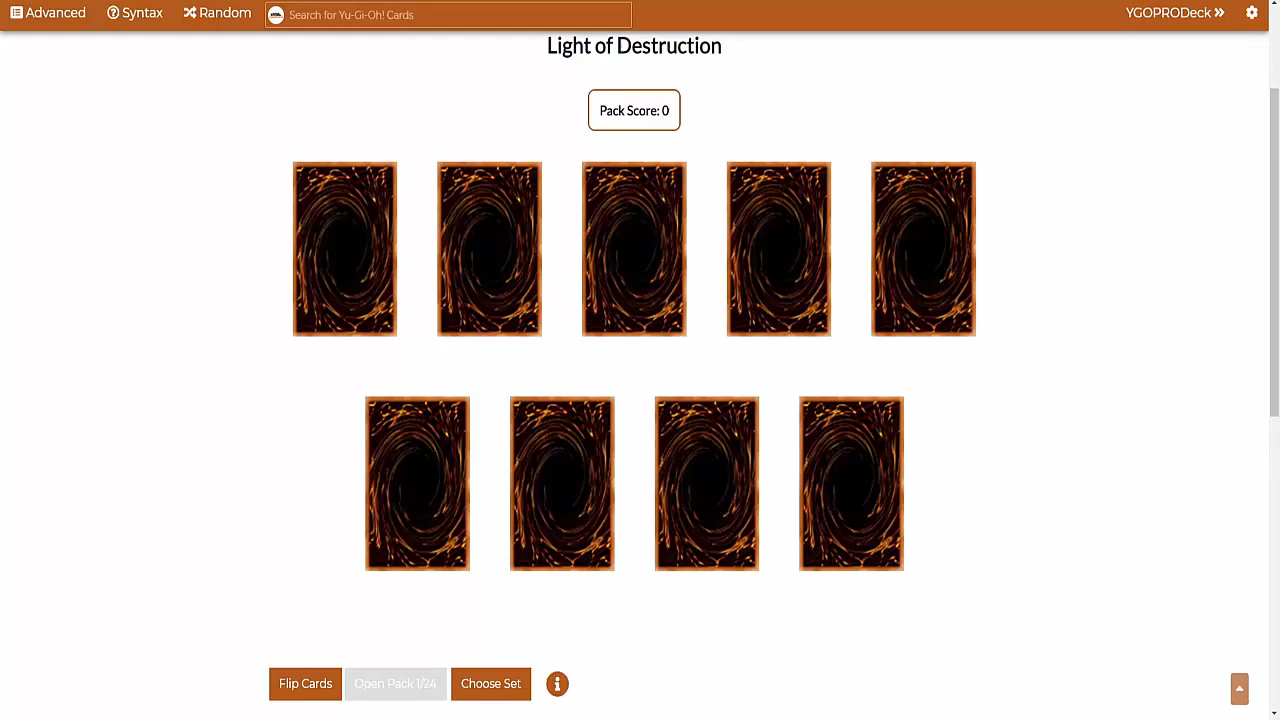 Advanced
Syntax
Random
Search for Yu-Gi-Oh! Cards
YGOPRODeck
Light of Destruction
Pack Score: 0
Flip Cards
Open Pack 1/24
Choose Set